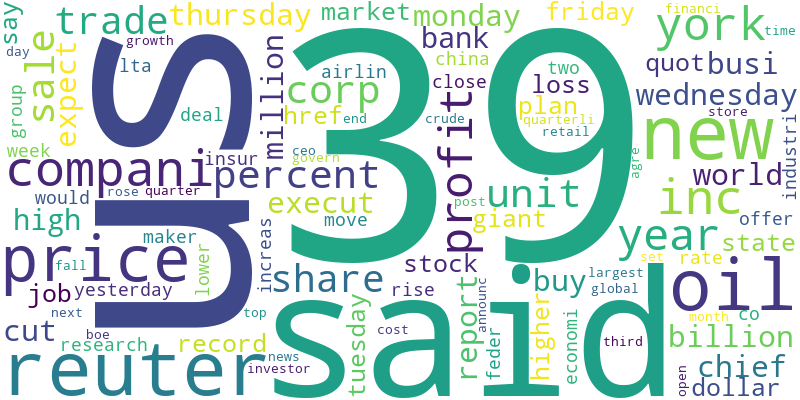 say
trade
thursday
market
monday
friday
financi
time
day
growth
lta
airlin
bank
china
york
group
sale
expect
us
39
million
href
corp
close
two
loss
plan
quot
busi
wednesday
week
deal
end
crude
quarterli
retail
new
store
industri
compani
insur
ceo
govern
percent
profit
unit
agre
inc
world
would
rose
quarter
execut
move
post
giant
offer
high
maker
year
state
price
lower
increas
share
stock
buy
set
rate
largest
global
oil
fall
job
yesterday
rise
report
announc
month
next
boe
top
said
cut
research
record
tuesday
cost
feder
higher
economi
third
billion
co
reuter
news
investor
open
chief
dollar